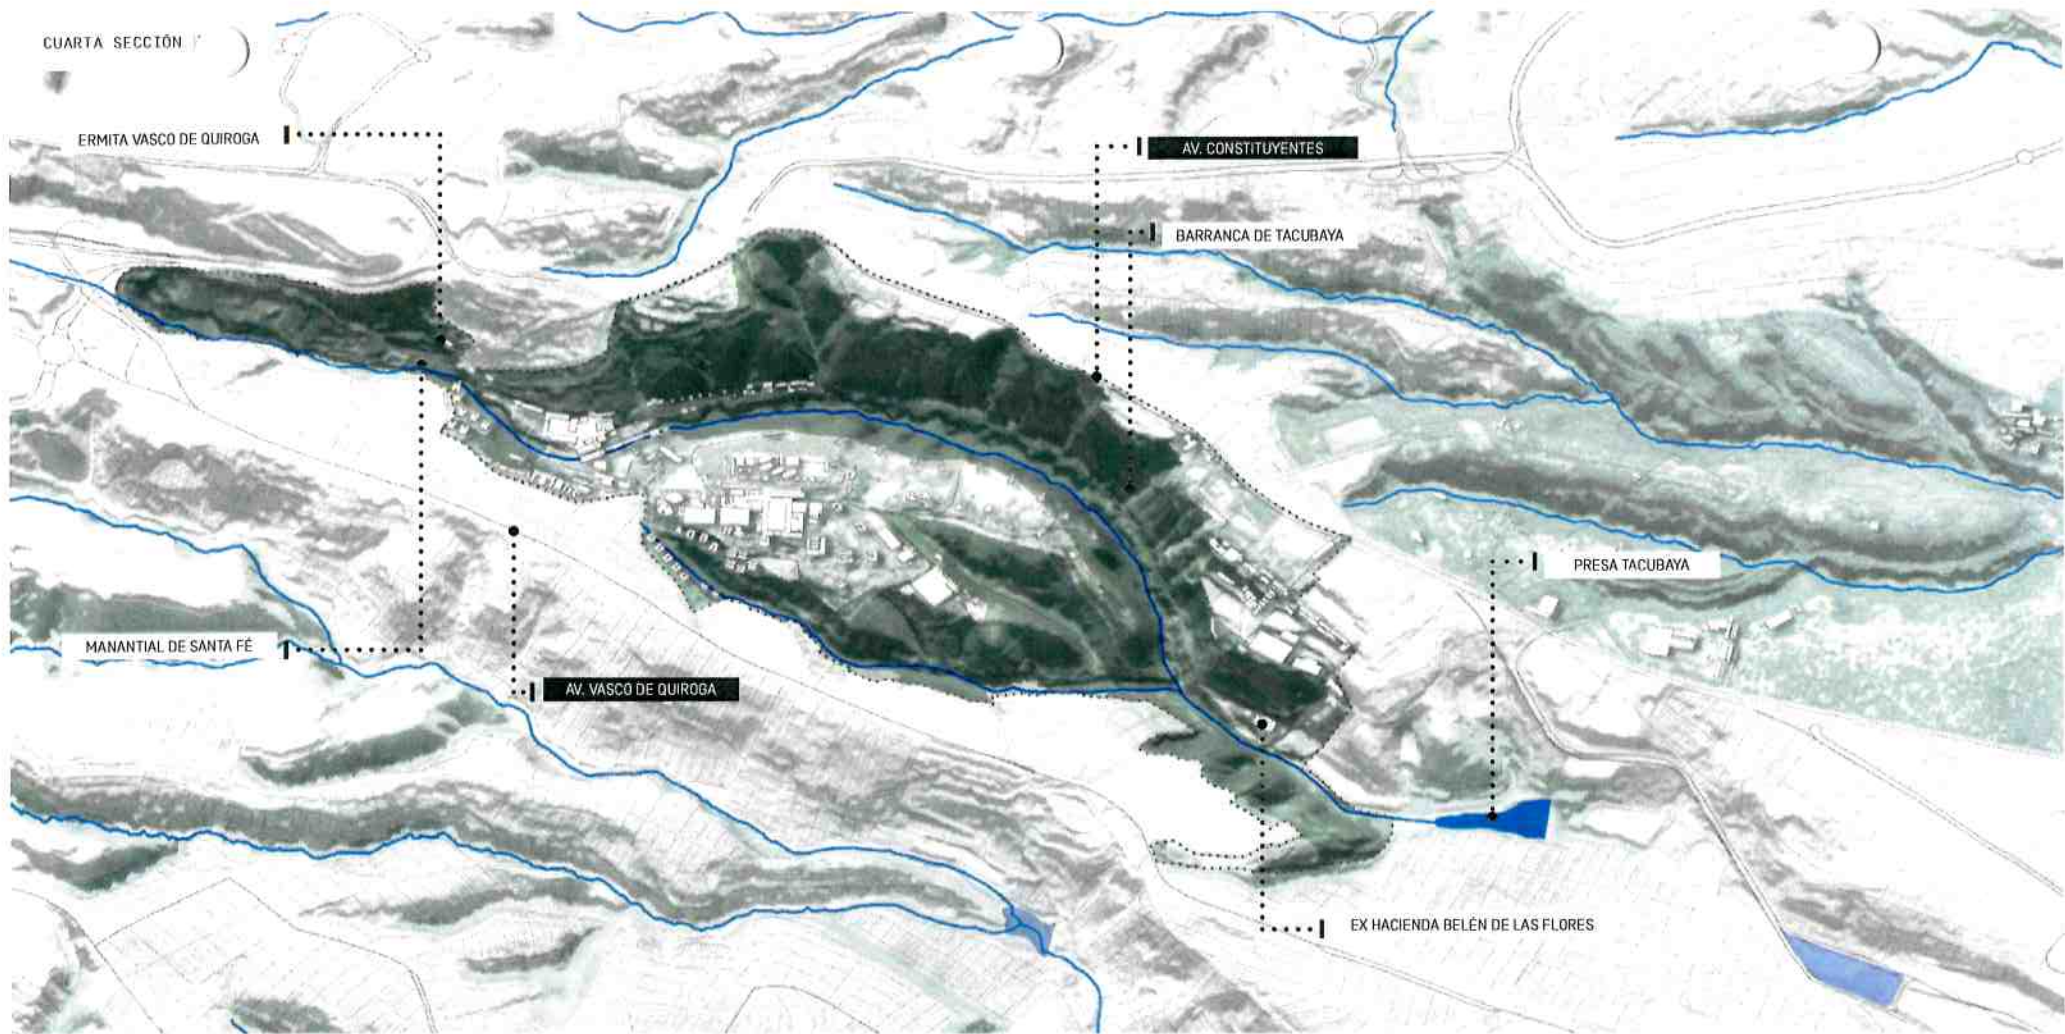 CUARTA SECCIÓN
ERMITA VASCO DE QUIROGA
AV. CONSTITUYENTES
BARRANCA DE TACUBAYA
PRESA TACUBAYA
MANANTIAL DE SANTA FÉ
AV. VASCO DE QUIROGA
EX HACIENDA BELÉN DE LAS FLORES